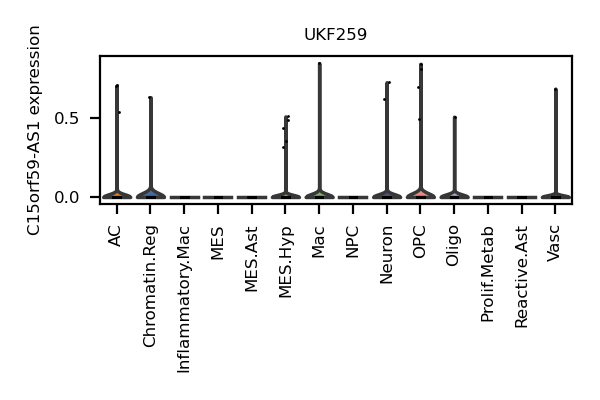 UKF259
C15orf59-AS1 expression
0.5
0.0
AC
Chromatin.Reg
Inflammatory.Mac
MES
MES.Ast
MES.Hyp
Mac
NPC
Neuron
OPC
Oligo
Prolif.Metab
Reactive.Ast
Vasc